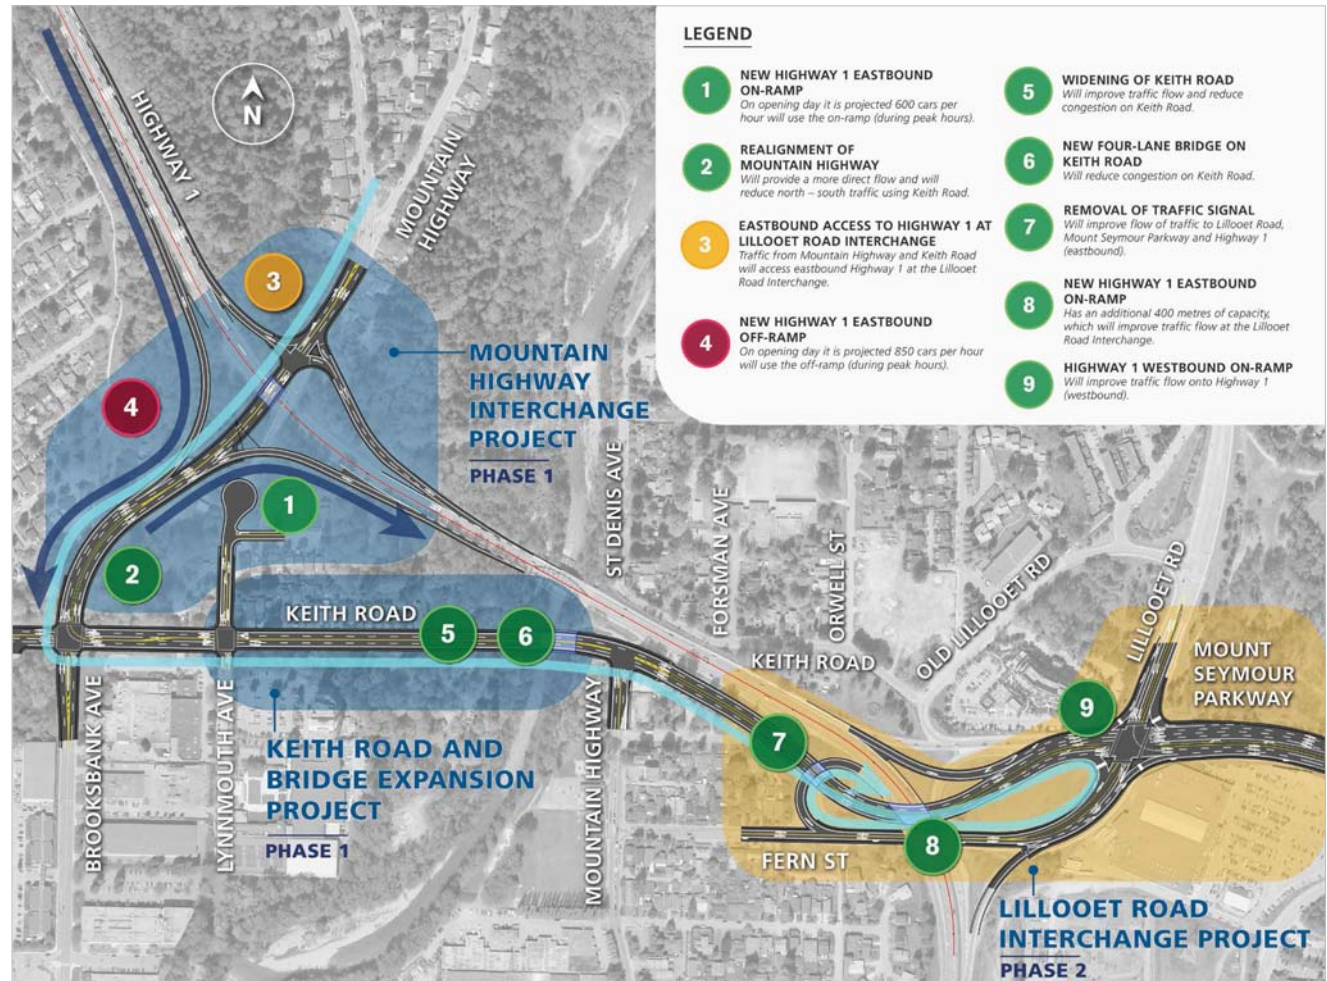 LEGEND
1
NEW HIGHWAY 1 EASTBOUND
ON-RAMP
On opening day it is projected 600 cars per
hour will use the on-ramp (during peak hours).
2
REALIGNMENT OF
MOUNTAIN HIGHWAY
Will provide a more direct flow and will
reduce north – south traffic using Keith Road.
3
EASTBOUND ACCESS TO HIGHWAY 1 AT
LILLOOET ROAD INTERCHANGE
Traffic from Mountain Highway and Keith Road
will access eastbound Highway 1 at the Lillooet
Road Interchange.
4
NEW HIGHWAY 1 EASTBOUND
OFF-RAMP
On opening day it is projected 850 cars per hour
will use the off-ramp (during peak hours).
5
WIDENING OF KEITH ROAD
Will improve traffic flow and reduce
congestion on Keith Road.
6
NEW FOUR-LANE BRIDGE ON
KEITH ROAD
Will reduce congestion on Keith Road.
7
REMOVAL OF TRAFFIC SIGNAL
Will improve flow of traffic to Lillooet Road,
Mount Seymour Parkway and Highway 1
(eastbound).
8
NEW HIGHWAY 1 EASTBOUND
ON-RAMP
Has an additional 400 metres of capacity,
which will improve traffic flow at the Lillooet
Road Interchange.
9
HIGHWAY 1 WESTBOUND ON-RAMP
Will improve traffic flow onto Highway 1
(westbound).
HIGHWAY 1
N
MOUNTAIN
HIGHWAY
3
4
MOUNTAIN
HIGHWAY
INTERCHANGE
PROJECT
PHASE 1
1
2
ST DENIS AVE
FORSMAN AVE
ORWELL ST
OLD LILLOOET RD
LILLOOET RD
KEITH ROAD
5
6
KEITH ROAD
MOUNT
SEYMOUR
PARKWAY
9
7
BROOKSBANK AVE
LYNNMOUTH AVE
KEITH ROAD AND
BRIDGE EXPANSION
PROJECT
PHASE 1
MOUNTAIN HIGHWAY
8
FERN ST
LILLOOET ROAD
INTERCHANGE PROJECT
PHASE 2